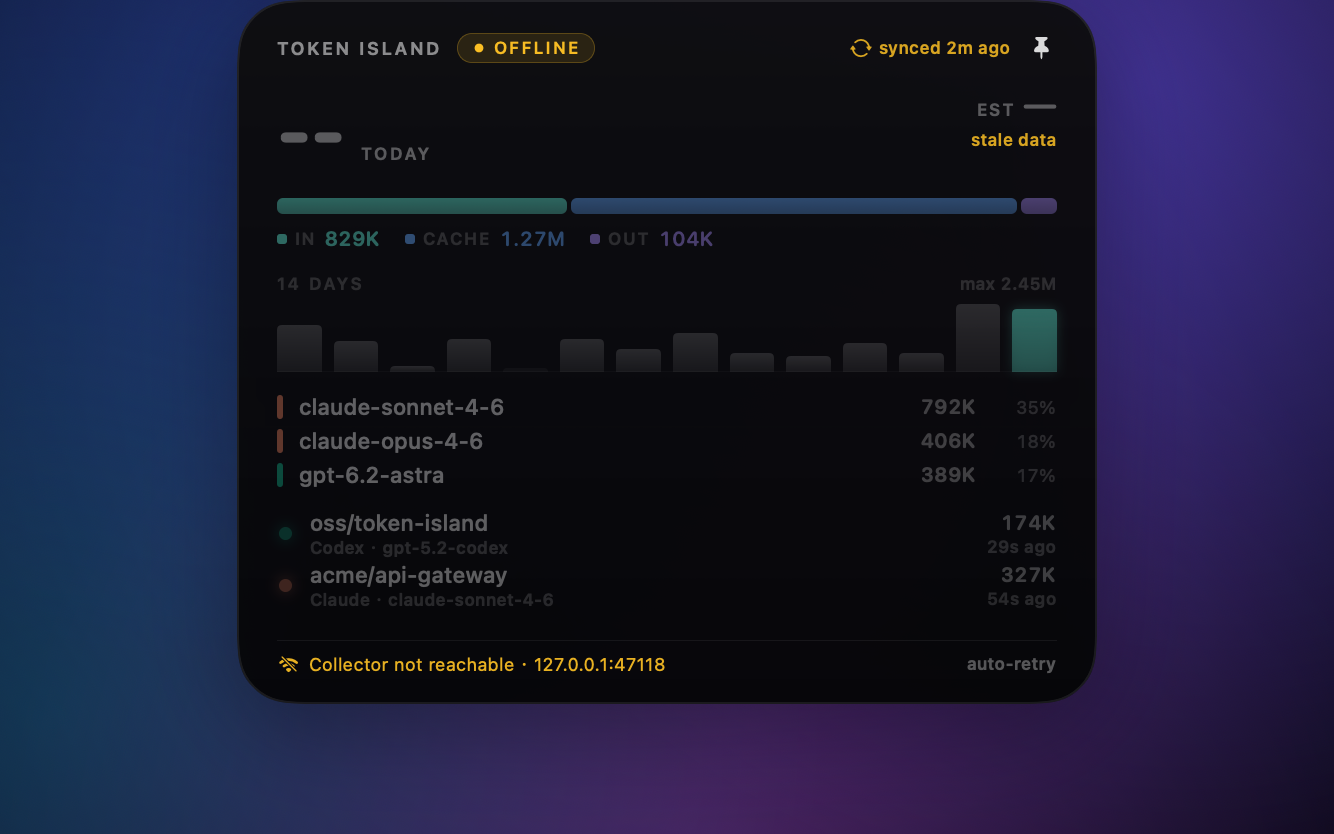 TOKEN ISLAND OFFLINE synced 2m ago
EST —
-- TODAY stale data
IN 829K CACHE 1.27M OUT 104K
14 DAYS max 2.45M
claude-sonnet-4-6 792K 35%
claude-opus-4-6 406K 18%
gpt-6.2-astra 389K 17%
oss/token-island 174K
Codex · gpt-5.2-codex 29s ago
acme/api-gateway 327K
Claude · claude-sonnet-4-6 54s ago
Collector not reachable · 127.0.0.1:47118 auto-retry